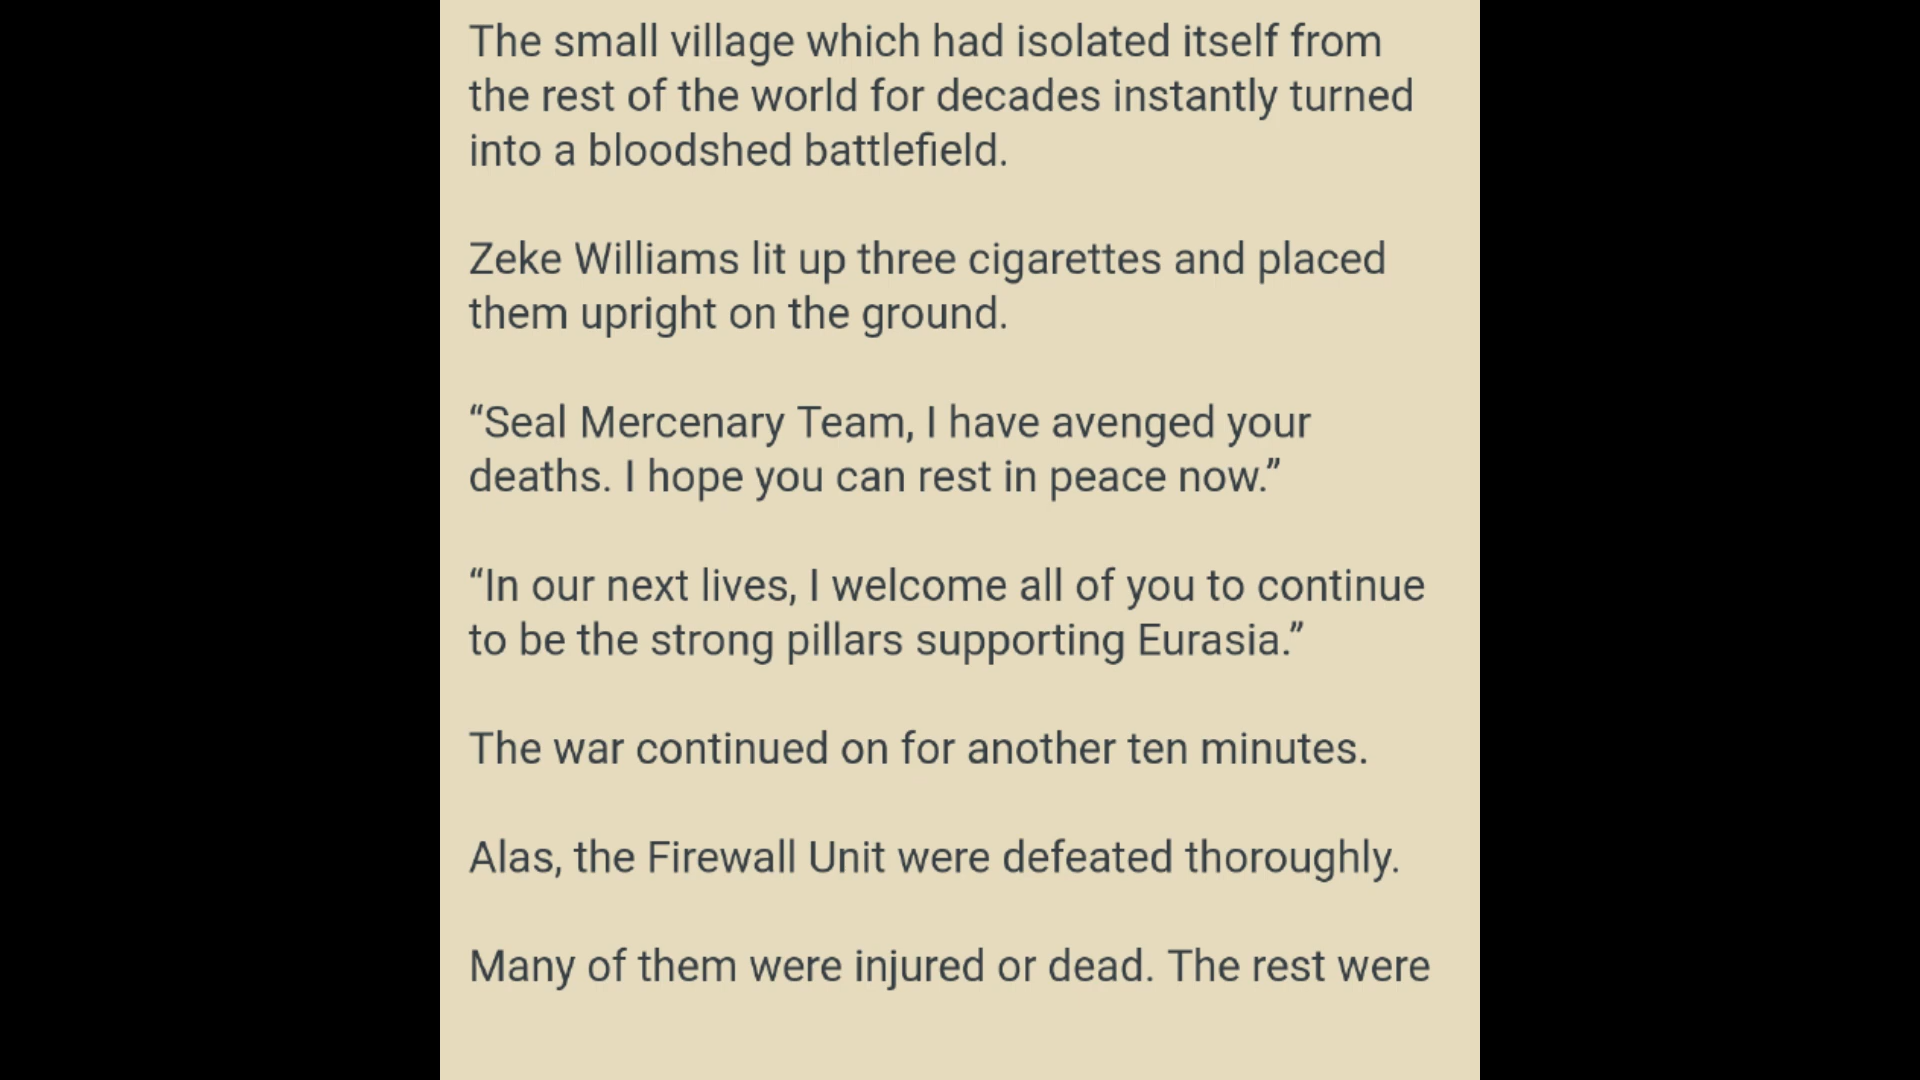 The small village which had isolated itself from
the rest of the world for decades instantly turned
into a bloodshed battlefield.
Zeke Williams lit up three cigarettes and placed
them upright on the ground.
“Seal Mercenary Team, I have avenged your
deaths. I hope you can rest in peace now.”
“In our next lives, I welcome all of you to continue
to be the strong pillars supporting Eurasia.”
The war continued on for another ten minutes.
Alas, the Firewall Unit were defeated thoroughly.
Many of them were injured or dead. The rest were